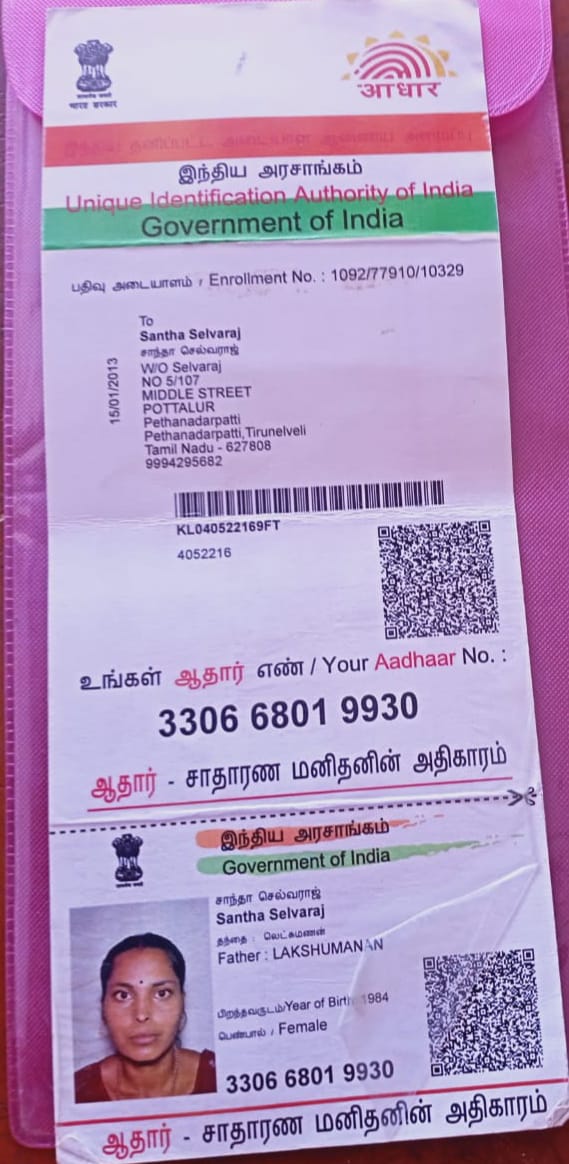 भारत सरकार
आधार
இந்திய அரசாங்கம்
Unique Identification Authority of India
Government of India
பதிவு அடையாளம் / Enrollment No. : 1092/77910/10329
15/01/2013
To
Santha Selvaraj
சாந்தா செல்வராஜ்
W/O Selvaraj
NO 5/107
MIDDLE STREET
POTTALUR
Pethanadarpatti
Pethanadarpatti,Tirunelveli
Tamil Nadu - 627808
9994295682
KL040522169FT
4052216
உங்கள் ஆதார் எண் / Your Aadhaar No. :
3306 6801 9930
ஆதார் - சாதாரண மனிதனின் அதிகாரம்
இந்திய அரசாங்கம்
Government of India
சாந்தா செல்வராஜ்
Santha Selvaraj
தந்தை : லெட்சுமணன்
Father : LAKSHUMANAN
பிறந்தவருடம்/Year of Birth 1984
பெண்பால் / Female
3306 6801 9930
ஆதார் - சாதாரண மனிதனின் அதிகாரம்